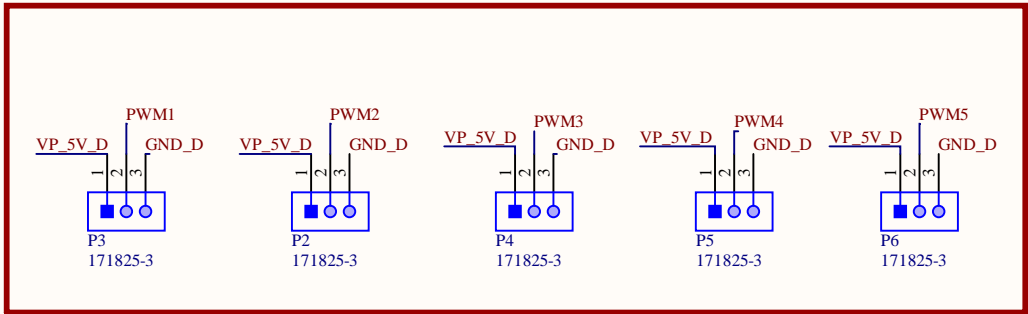 PWM1
VP_5V_D
GND_D
1
2
3
P3
171825-3
PWM2
VP_5V_D
GND_D
1
2
3
P2
171825-3
PWM3
VP_5V_D
GND_D
1
2
3
P4
171825-3
PWM4
VP_5V_D
GND_D
1
2
3
P5
171825-3
PWM5
VP_5V_D
GND_D
1
2
3
P6
171825-3